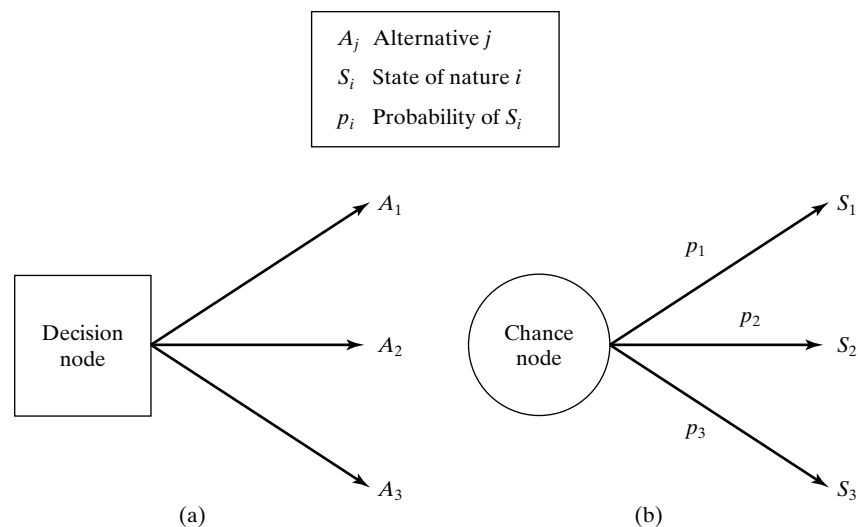 A_j Alternative j
S_i State of nature i
p_i Probability of S_i
A_1
Decision
node
A_2
A_3
(a)
S_1
p_1
Chance
node
p_2
S_2
p_3
S_3
(b)